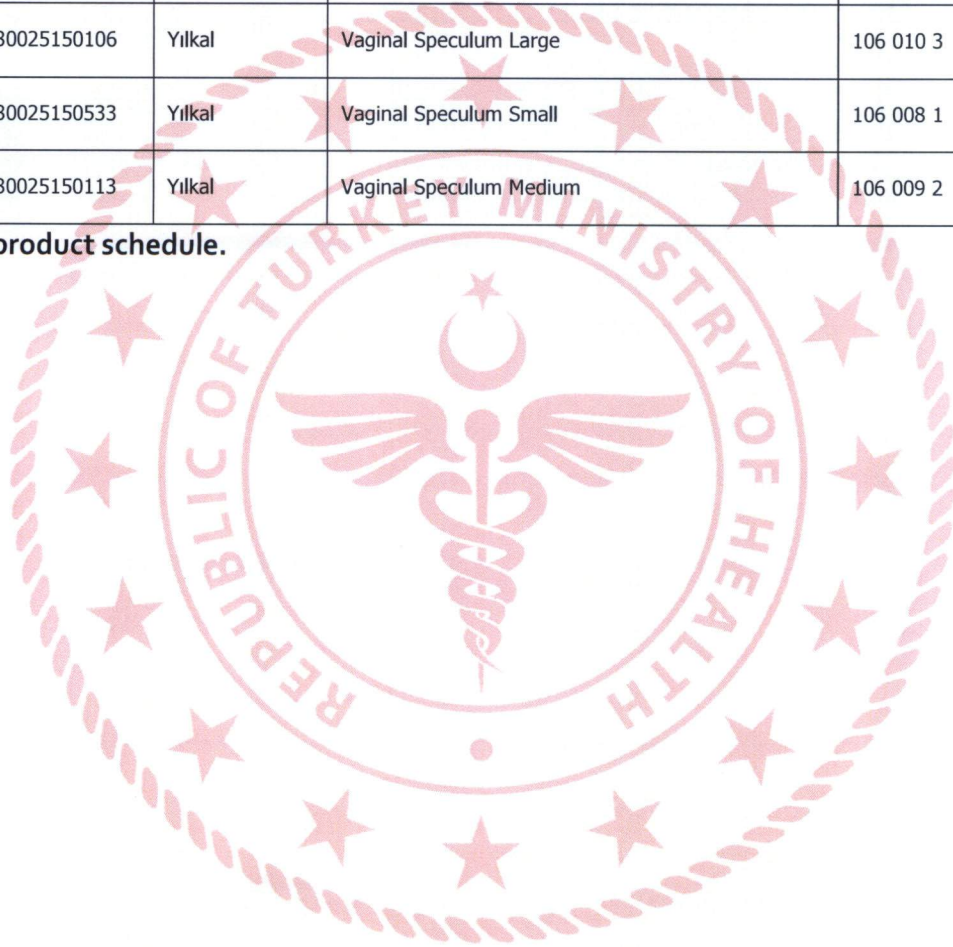 30025150106 Yılkal Vaginal Speculum Large 106 010 3
30025150533 Yılkal Vaginal Speculum Small 106 008 1
30025150113 Yılkal Vaginal Speculum Medium 106 009 2
product schedule.
REPUBLIC OF TURKEY MINISTRY OF HEALTH